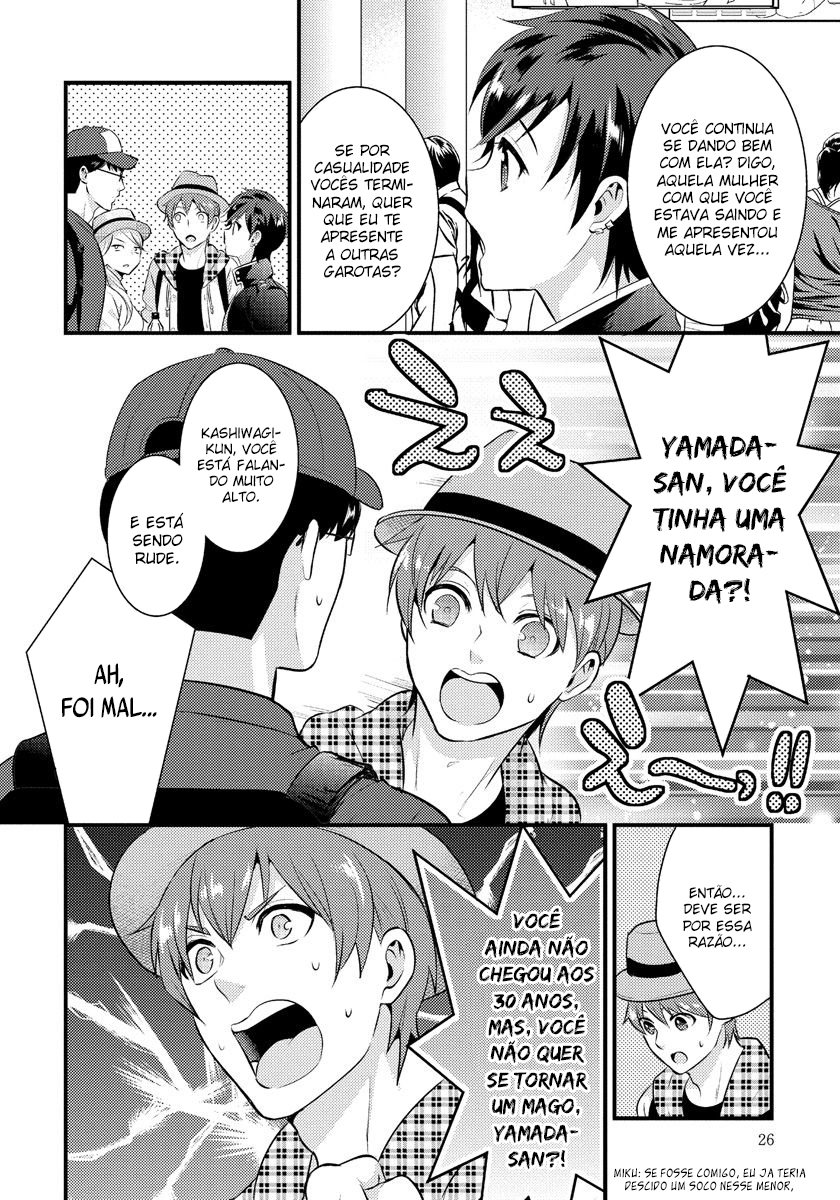 VOCÊ CONTINUA
SE DANDO BEM
COM ELA? DIGO,
AQUELA MULHER
COM QUE VOCÊ
ESTAVA SAINDO E
ME APRESENTOU
AQUELA VEZ...
SE POR
CASUALIDADE
VOCÊS TERMI-
NARAM, QUER
QUE EU TE
APRESENTE
A OUTRAS
GAROTAS?
YAMADA-
SAN, VOCÊ
TINHA UMA
NAMORA-
DA?!
ええ
え〜っ!!
KASHIWAGI-
KUN, VOCÊ
ESTÁ FALAN-
DO MUITO
ALTO.
E ESTÁ
SENDO
RUDE.
AH,
FOI MAL...
ENTÃO...
DEVE SER
POR ESSA
RAZÃO...
VOCÊ
AINDA NÃO
CHEGOU AOS
30 ANOS,
MAS, VOCÊ
NÃO QUER
SE TORNAR
UM MAGO,
YAMADA-
SAN?!
26
MIKU: SE FOSSE COMIGO, EU JA TERIA
DESCIDO UM SOCO NESSE MENOR,